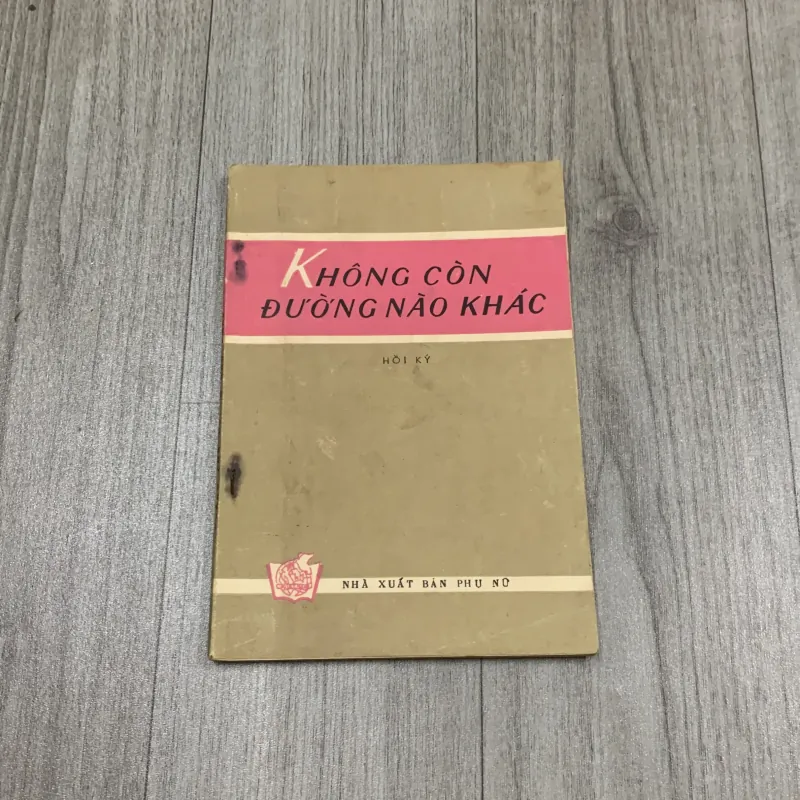 KHÔNG CÒN
ĐƯỜNG NÀO KHÁC
HỒI KÝ
NHÀ XUẤT BẢN PHỤ NỮ